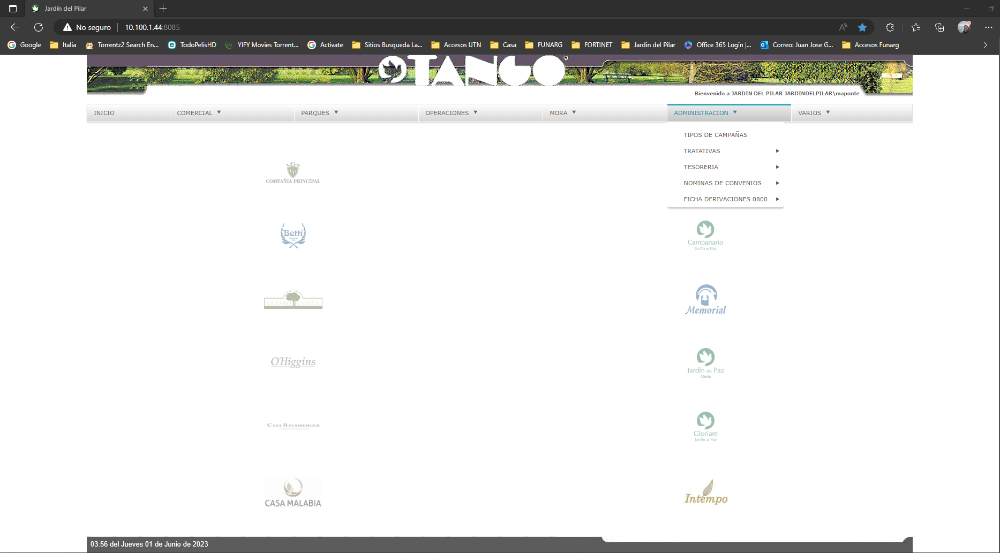 Jardín del Pilar
No seguro
10.100.1.44:8085
Google
Italia
Torrentz2 Search En...
TodoPelisHD
YIFY Movies Torrent...
Activate
Sitios Busqueda La...
Accesos UTN
Casa
FUNARG
FORTINET
Jardin del Pilar
Office 365 Login |...
Correo: Juan Jose G...
Accesos Funarg
TANGO ®
Bienvenido a JARDIN DEL PILAR JARDINDELPILAR\maponte
INICIO
COMERCIAL
PARQUES
OPERACIONES
MORA
ADMINISTRACION
VARIOS
TIPOS DE CAMPAÑAS
TRATATIVAS
TESORERIA
NOMINAS DE CONVENIOS
FICHA DERIVACIONES 0800
COMPAÑIA PRINCIPAL
Betti
Campanario
Jardín de Paz
LAZARO COSTA
Memorial
O'Higgins
Jardín de Paz
Oeste
CASA RAUMBERGER
Gloriam
Jardín de Paz
CASA MALABIA
Intempo
03:56 del Jueves 01 de Junio de 2023